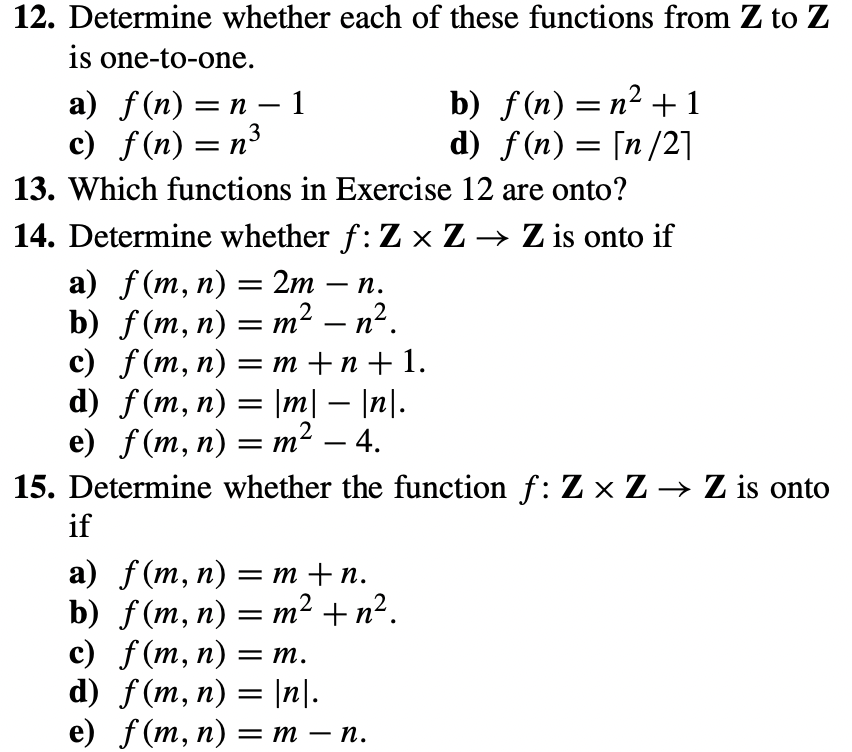 12. Determine whether each of these functions from Z to Z
is one-to-one.
a) f(n) = n − 1 b) f(n) = n² + 1
c) f(n) = n³ d) f(n) = ⌈n/2⌉
13. Which functions in Exercise 12 are onto?
14. Determine whether f: Z × Z → Z is onto if
a) f(m, n) = 2m − n.
b) f(m, n) = m² − n².
c) f(m, n) = m + n + 1.
d) f(m, n) = |m| − |n|.
e) f(m, n) = m² − 4.
15. Determine whether the function f: Z × Z → Z is onto
if
a) f(m, n) = m + n.
b) f(m, n) = m² + n².
c) f(m, n) = m.
d) f(m, n) = |n|.
e) f(m, n) = m − n.